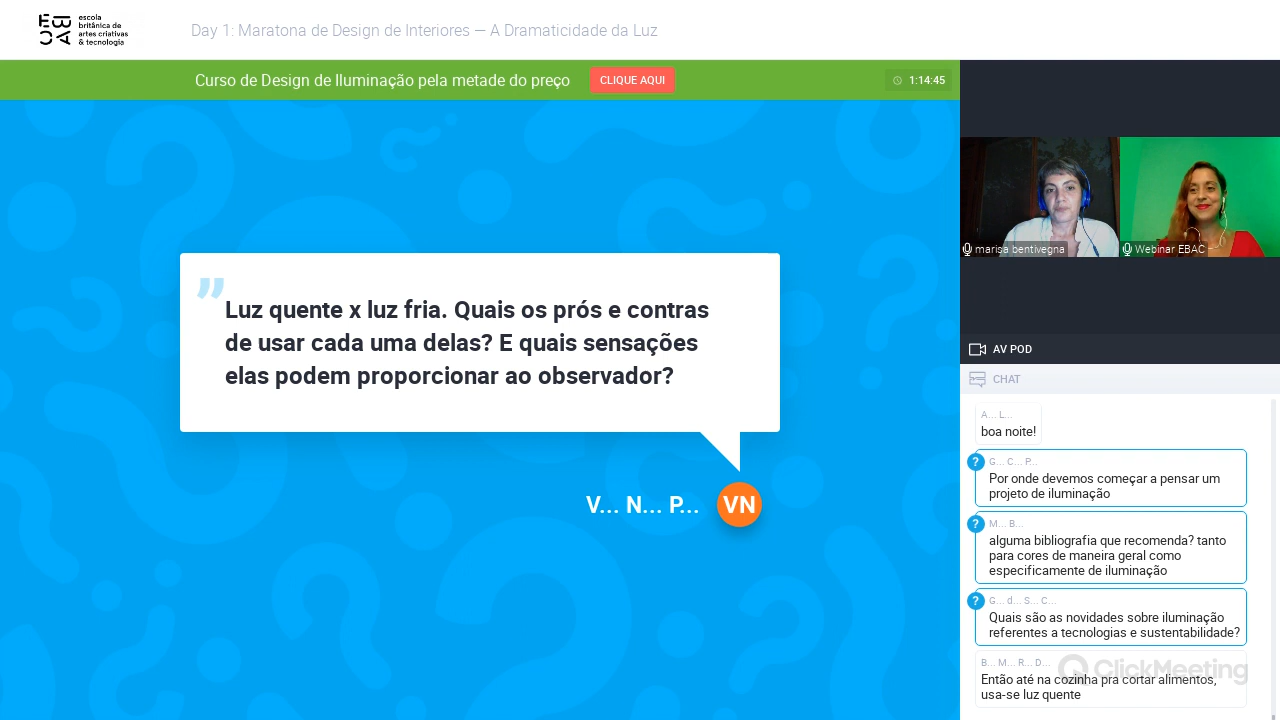 escola
britânica de
artes criativas
& tecnologia
EBAC
Day 1: Maratona de Design de Interiores — A Dramaticidade da Luz
Curso de Design de Iluminação pela metade do preço
CLIQUE AQUI
1:14:45
”
Luz quente x luz fria. Quais os prós e contras
de usar cada uma delas? E quais sensações
elas podem proporcionar ao observador?
V... N... P...
VN
marisa bentivegna
Webinar EBAC
AV POD
CHAT
A... L...
boa noite!
?
G... C... P...
Por onde devemos começar a pensar um
projeto de iluminação
?
M... B...
alguma bibliografia que recomenda? tanto
para cores de maneira geral como
especificamente de iluminação
?
G... d... S... C...
Quais são as novidades sobre iluminação
referentes a tecnologias e sustentabilidade?
B... M... R... D...
Então até na cozinha pra cortar alimentos,
usa-se luz quente
ClickMeeting